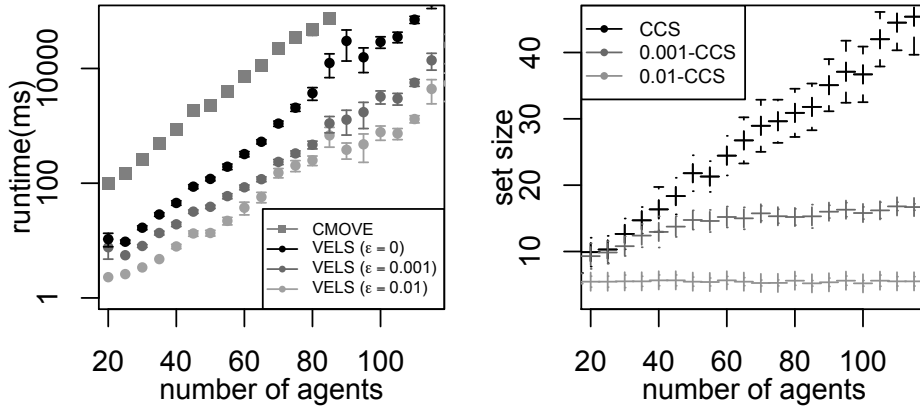 runtime(ms)
10000
100
1
CMOVE
VELS (ε = 0)
VELS (ε = 0.001)
VELS (ε = 0.01)
20 40 60 80 100
number of agents
set size
40
30
20
10
CCS
0.001-CCS
0.01-CCS
20 40 60 80 100
number of agents